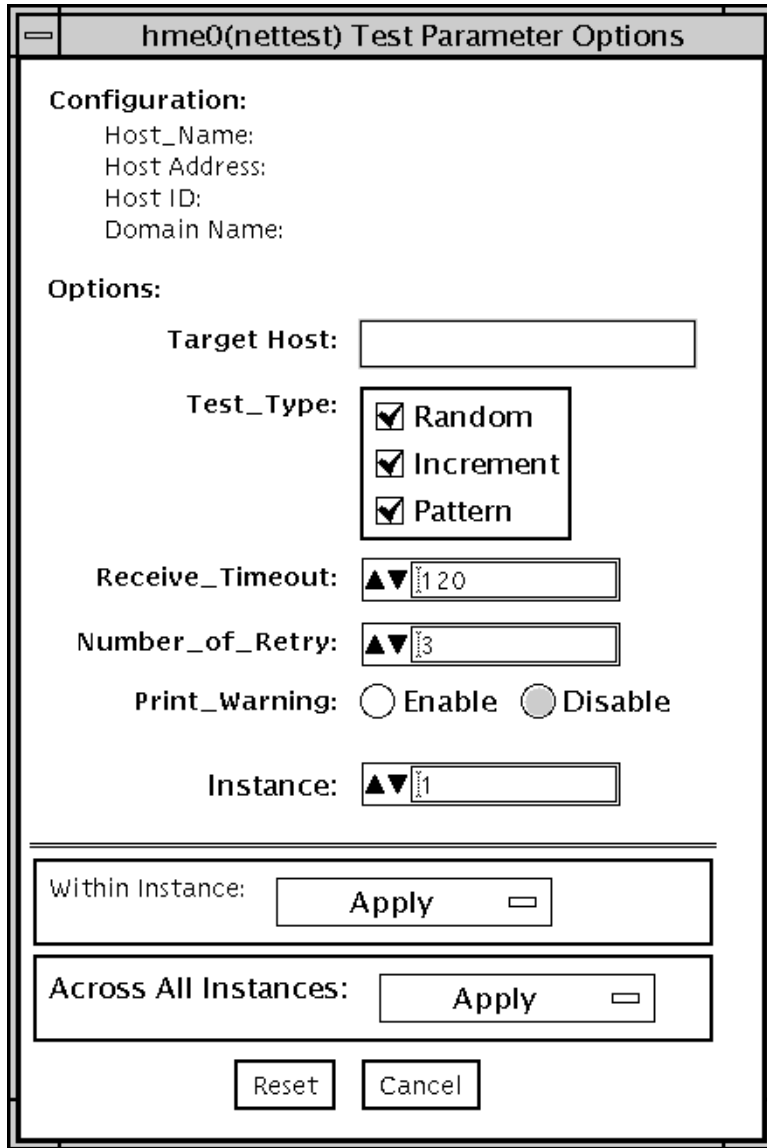 hme0(nettest) Test Parameter Options
Configuration:
Host_Name:
Host Address:
Host ID:
Domain Name:
Options:
Target Host:
Test_Type:
Random
Increment
Pattern
Receive_Timeout: 120
Number_of_Retry: 3
Print_Warning: Enable Disable
Instance: 1
Within Instance: Apply
Across All Instances: Apply
Reset Cancel